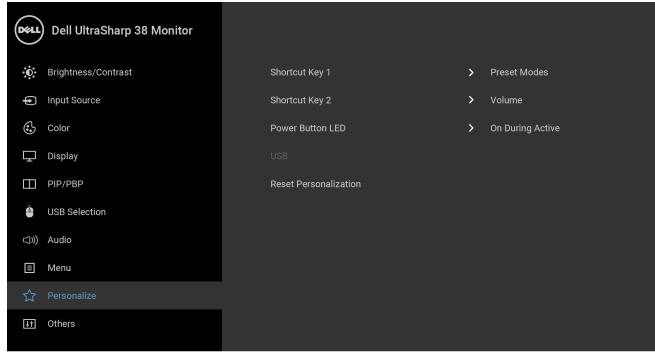 DELL Dell UltraSharp 38 Monitor
Brightness/Contrast
Input Source
Color
Display
PIP/PBP
USB Selection
Audio
Menu
Personalize
Others
Shortcut Key 1 > Preset Modes
Shortcut Key 2 > Volume
Power Button LED > On During Active
USB
Reset Personalization